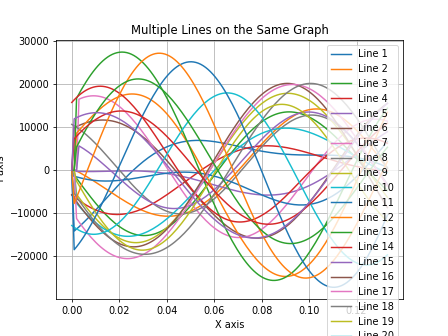 Multiple Lines on the Same Graph
30000
20000
10000
0
−10000
−20000
0.00
0.02
0.04
0.06
0.08
0.10
X axis
Line 1
Line 2
Line 3
Line 4
Line 5
Line 6
Line 7
Line 8
Line 9
Line 10
Line 11
Line 12
Line 13
Line 14
Line 15
Line 16
Line 17
Line 18
Line 19
Line 20